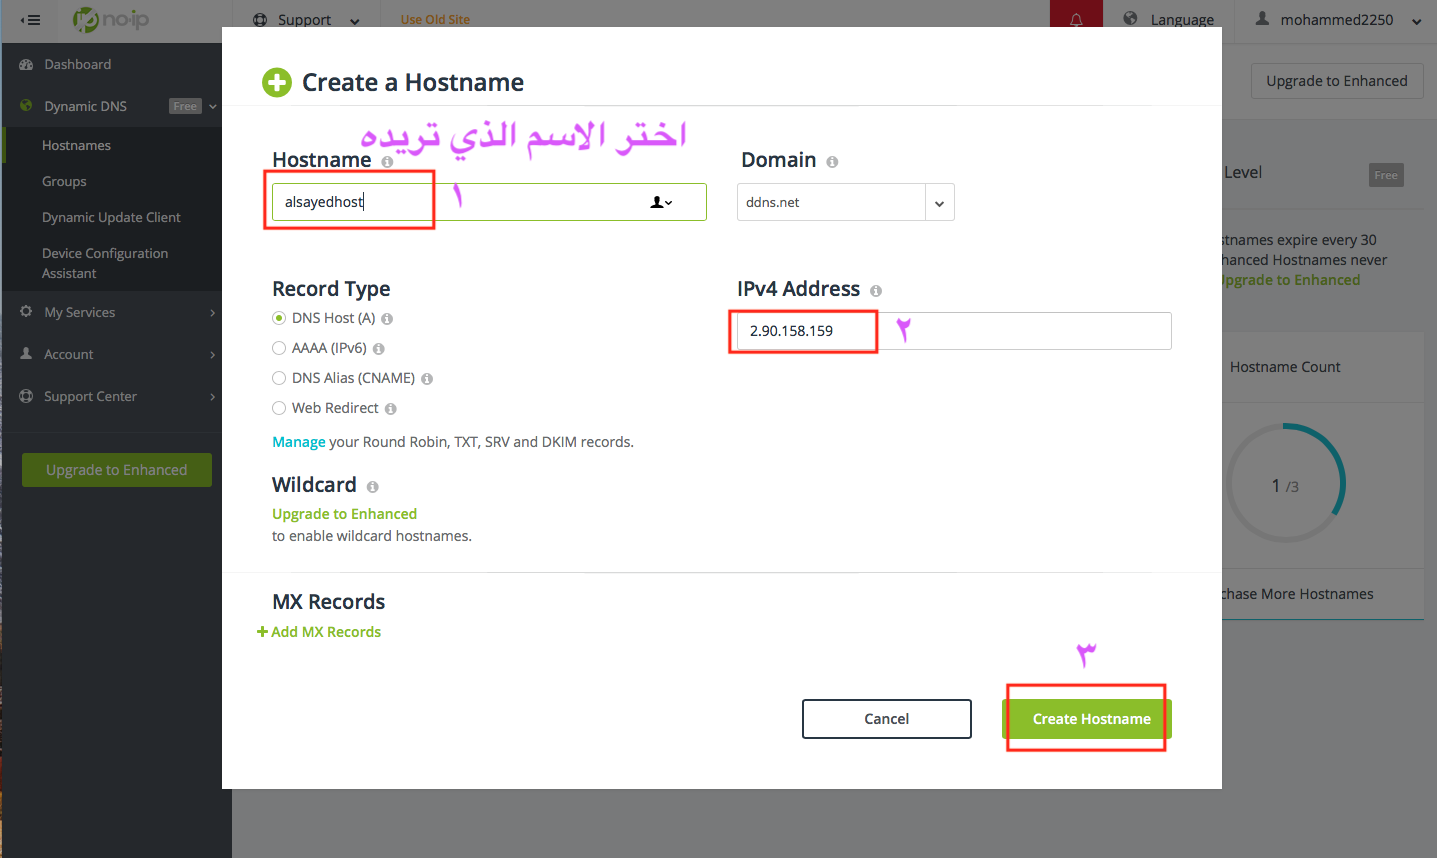 no-ip
Support
Use Old Site
Language
mohammed2250
Dashboard
Dynamic DNS Free
Hostnames
Groups
Dynamic Update Client
Device Configuration
Assistant
My Services
Account
Support Center
Upgrade to Enhanced
Create a Hostname
اختر الاسم الذي تريده
Hostname
alsayedhost
١
Domain
ddns.net
Record Type
DNS Host (A)
AAAA (IPv6)
DNS Alias (CNAME)
Web Redirect
Manage your Round Robin, TXT, SRV and DKIM records.
IPv4 Address
2.90.158.159
٢
Wildcard
Upgrade to Enhanced
to enable wildcard hostnames.
MX Records
Add MX Records
٣
Cancel
Create Hostname
Upgrade to Enhanced
Level
Free
expire every 30
Hostnames never
Upgrade to Enhanced
Hostname Count
1 /3
More Hostnames